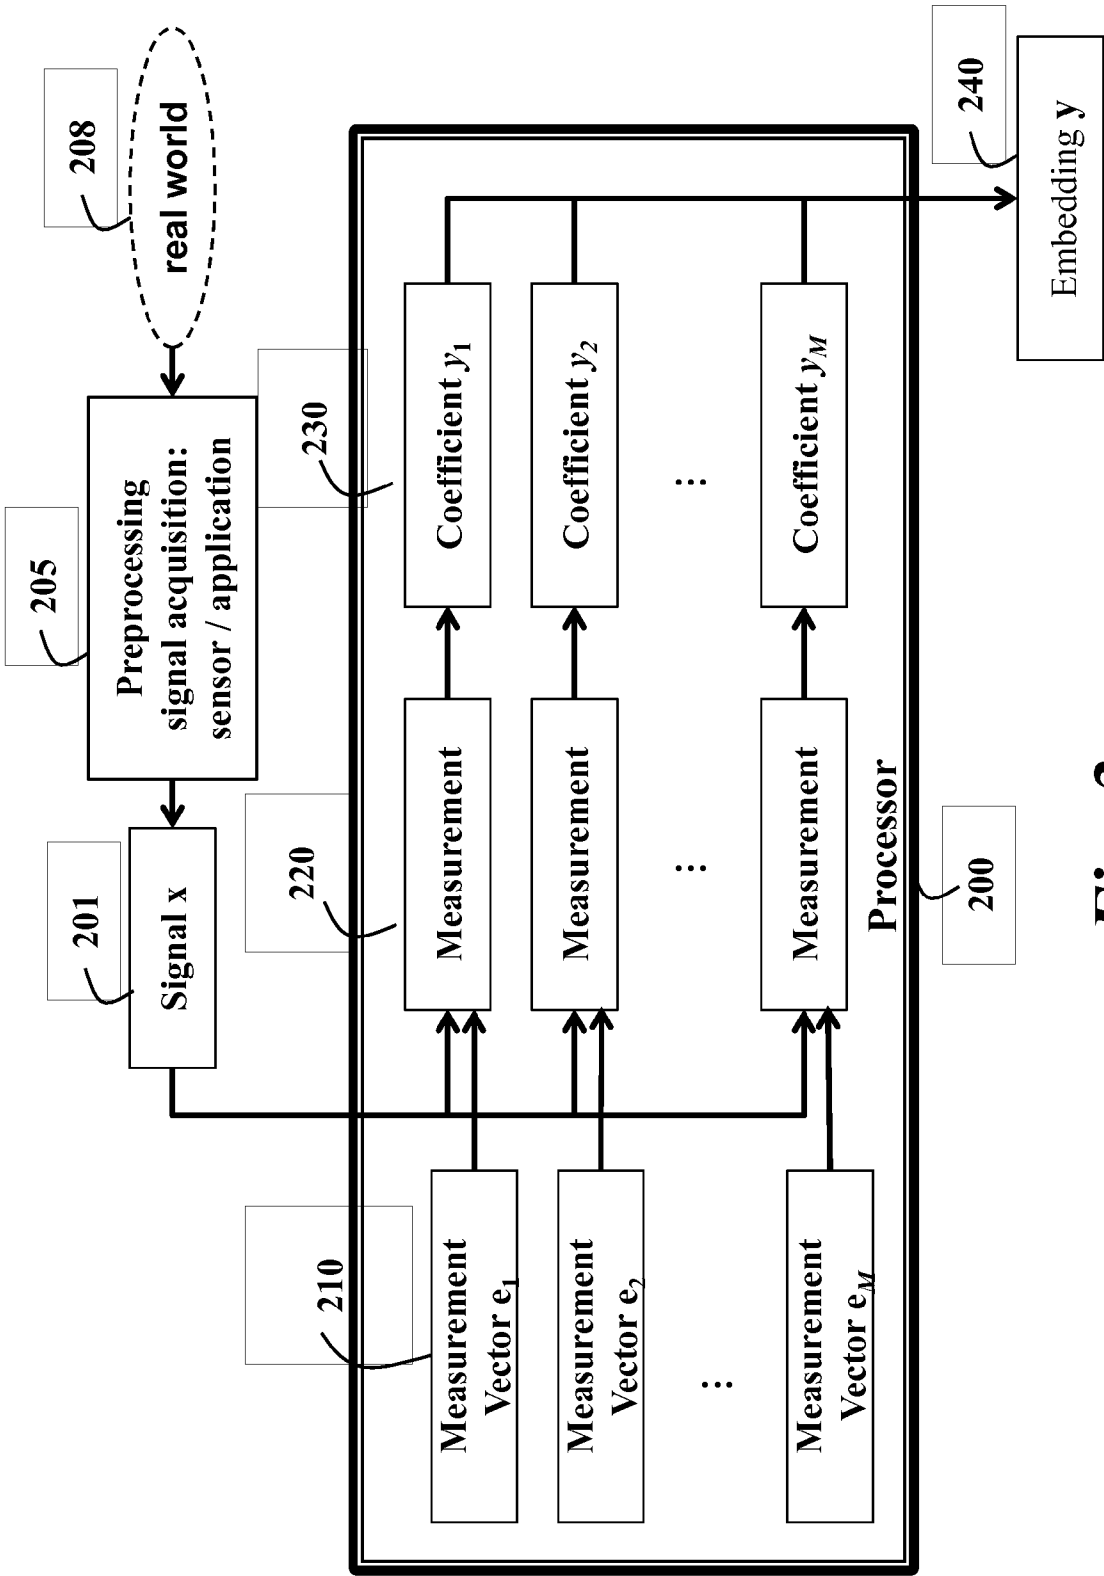 208
real world
205
Preprocessing
signal acquisition:
sensor / application
201
Signal x
210
220
230
Measurement
Vector e1
Measurement
Coefficient y1
Measurement
Vector e2
Measurement
Coefficient y2
...
...
...
Measurement
Vector eM
Measurement
Coefficient yM
Processor
200
240
Embedding y